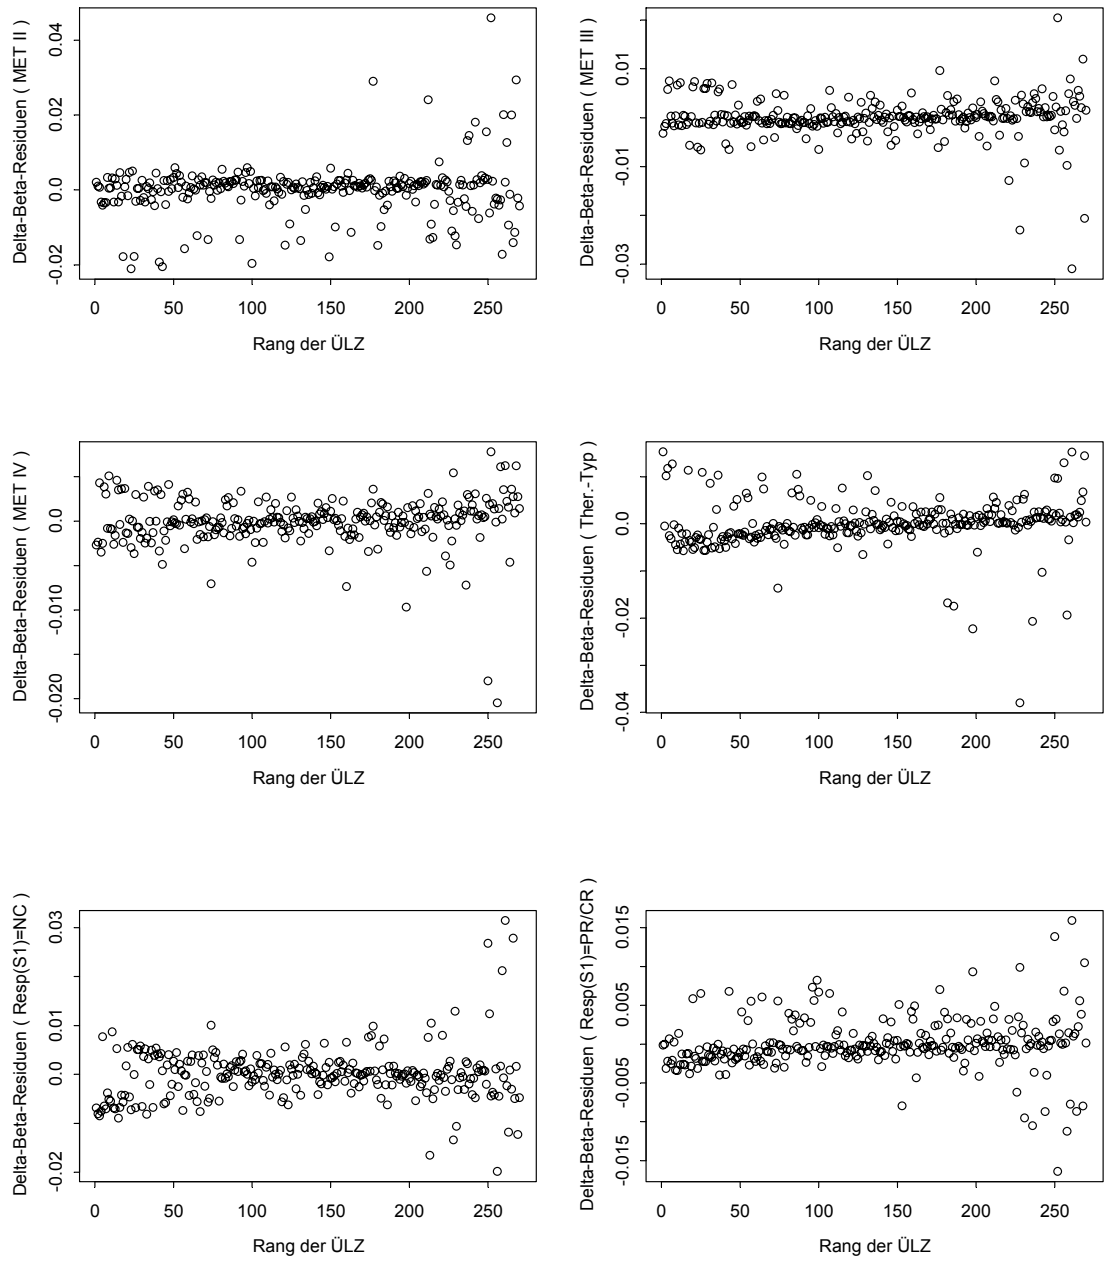 Delta-Beta-Residuen ( MET II )
0.04
0.02
0.0
-0.02
0 50 100 150 200 250
Rang der ÜLZ
Delta-Beta-Residuen ( MET III )
0.01
-0.01
-0.03
0 50 100 150 200 250
Rang der ÜLZ
Delta-Beta-Residuen ( MET IV )
0.0
-0.010
-0.020
0 50 100 150 200 250
Rang der ÜLZ
Delta-Beta-Residuen ( Ther.-Typ )
0.0
-0.02
-0.04
0 50 100 150 200 250
Rang der ÜLZ
Delta-Beta-Residuen ( Resp(S1)=NC )
0.03
0.01
0.0
-0.02
0 50 100 150 200 250
Rang der ÜLZ
Delta-Beta-Residuen ( Resp(S1)=PR/CR )
0.015
0.005
-0.005
-0.015
0 50 100 150 200 250
Rang der ÜLZ